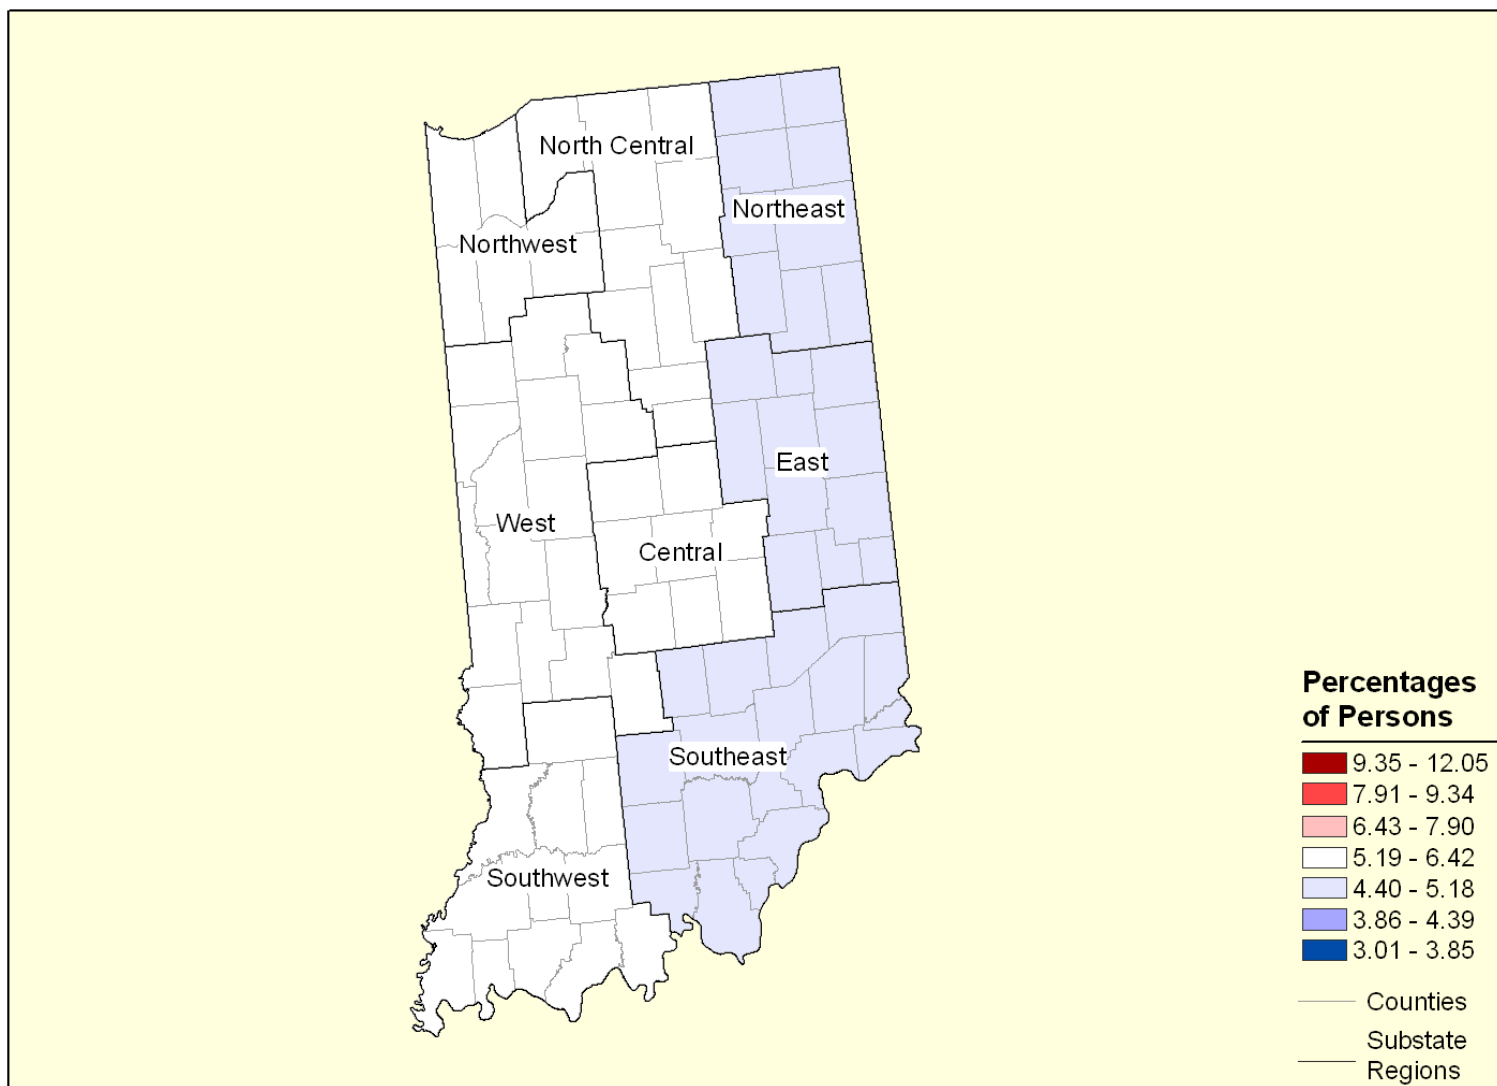 North Central
Northeast
Northwest
East
West
Central
Southeast
Southwest
Percentages
of Persons
9.35 - 12.05
7.91 - 9.34
6.43 - 7.90
5.19 - 6.42
4.40 - 5.18
3.86 - 4.39
3.01 - 3.85
Counties
Substate
Regions